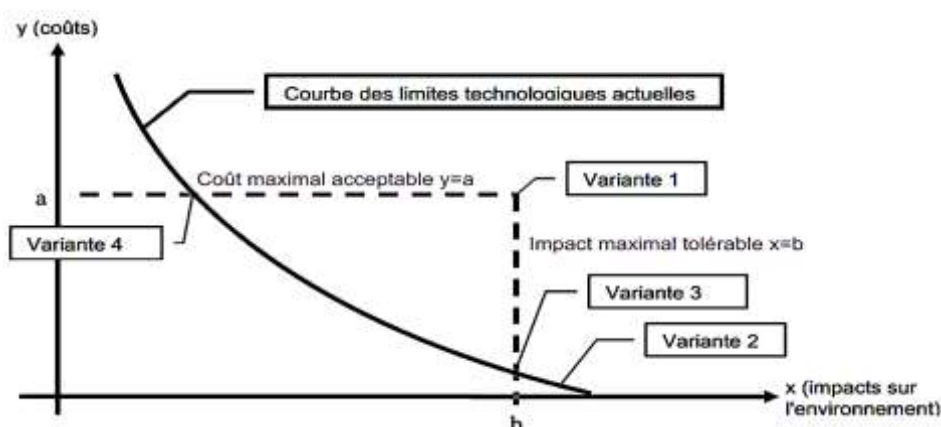 y (coûts)
Courbe des limites technologiques actuelles
Coût maximal acceptable y=a
Variante 1
a
Variante 4
Impact maximal tolérable x=b
Variante 3
Variante 2
x (impacts sur
l'environnement)
b